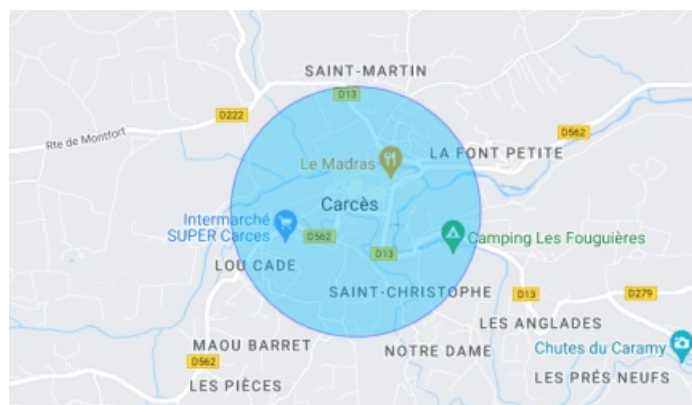 SAINT-MARTIN
D13
D222
Rte de Montfort
D562
LA FONT PETITE
Le Madras
Carcès
Intermarché
SUPER Carces
D562
Camping Les Fouguières
D13
LOU CADE
SAINT-CHRISTOPHE
D13
D279
LES ANGLADES
MAOU BARRET
NOTRE DAME
Chutes du Caramy
D562
LES PIÈCES
LES PRÉS NEUFS